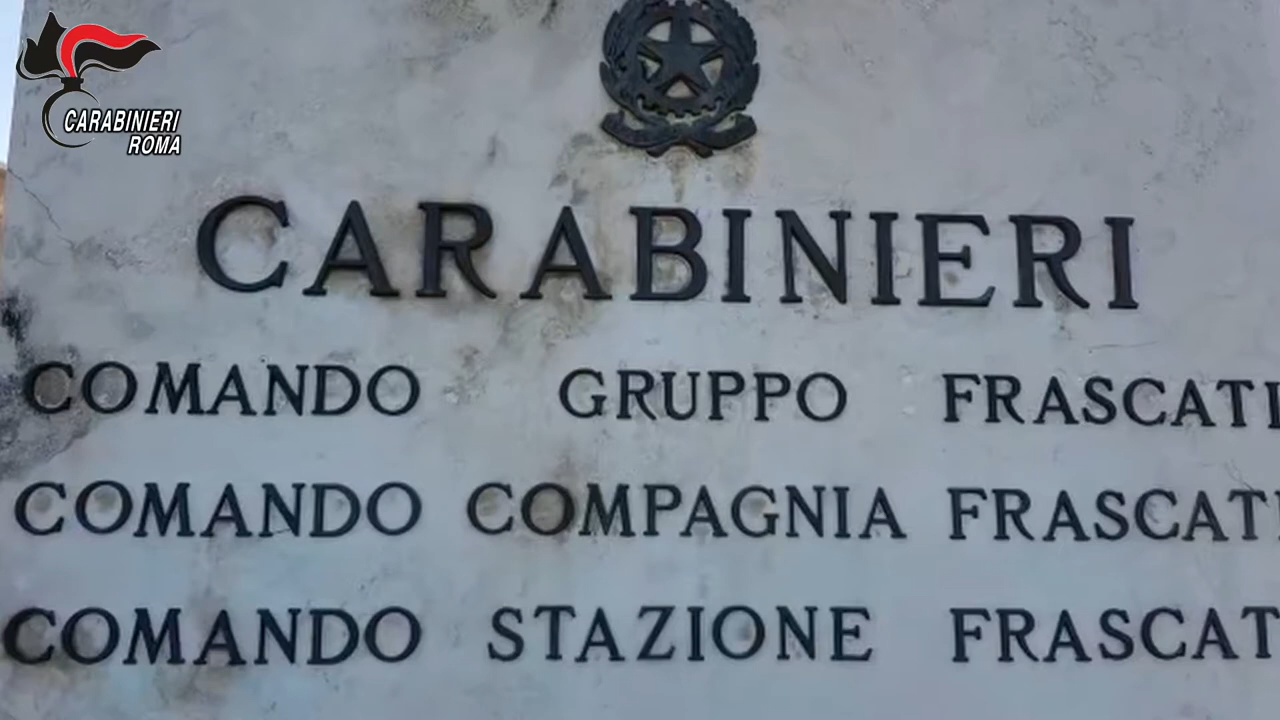 CARABINIERI
ROMA
CARABINIERI
COMANDO GRUPPO FRASCATI
COMANDO COMPAGNIA FRASCATI
COMANDO STAZIONE FRASCAT